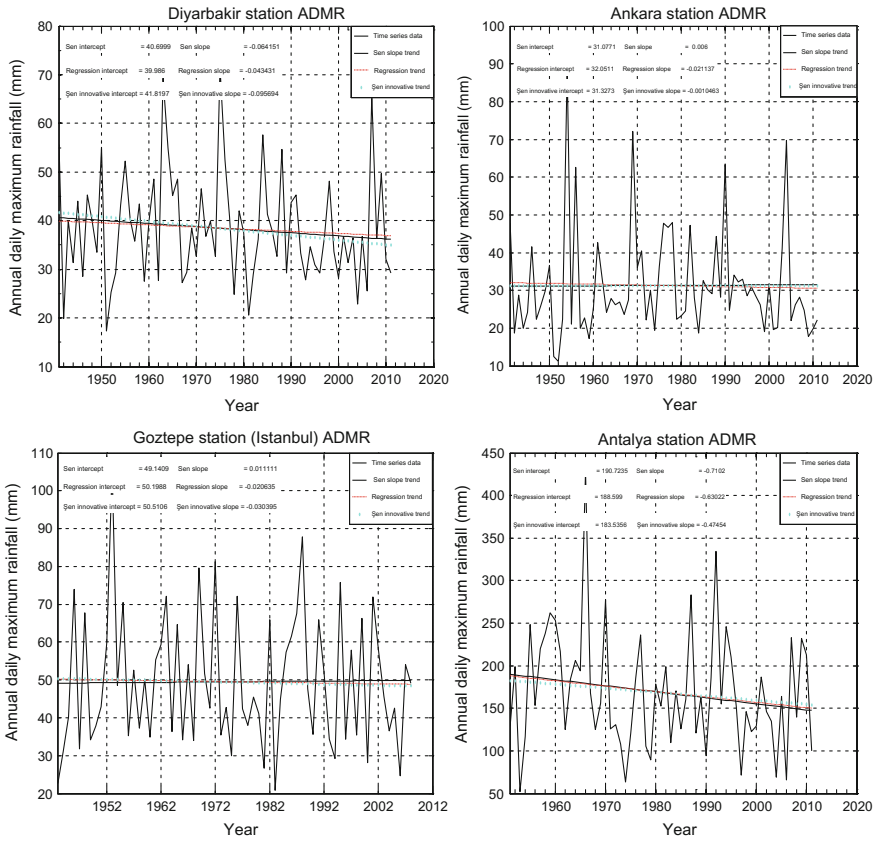 Diyarbakir station ADMR
Sen intercept = 40.6999 Sen slope = -0.064151
Regression intercept = 39.986 Regression slope = -0.043431
Şen innovative intercept = 41.8197 Şen innovative slope = -0.095694
Time series data
Sen slope trend
Regression trend
Şen innovative trend
Annual daily maximum rainfall (mm)
80
70
60
50
40
30
20
10
1950 1960 1970 1980 1990 2000 2010 2020
Year
Ankara station ADMR
Sen intercept = 31.0771 Sen slope = 0.006
Regression intercept = 32.0511 Regression slope = -0.021137
Şen innovative intercept = 31.3273 Şen innovative slope = -0.0010463
Time series data
Sen slope trend
Regression trend
Şen innovative trend
Annual daily maximum rainfall (mm)
100
90
80
70
60
50
40
30
20
10
1950 1960 1970 1980 1990 2000 2010 2020
Year
Goztepe station (Istanbul) ADMR
Sen intercept = 49.1409 Sen slope = 0.011111
Regression intercept = 50.1988 Regression slope = -0.020635
Şen innovative intercept = 50.5106 Şen innovative slope = -0.030395
Time series data
Sen slope trend
Regression trend
Şen innovative trend
Annual daily maximum rainfall (mm)
110
100
90
80
70
60
50
40
30
20
1952 1962 1972 1982 1992 2002 2012
Year
Antalya station ADMR
Sen intercept = 190.7235 Sen slope = -0.7102
Regression intercept = 188.599 Regression slope = -0.63022
Şen innovative intercept = 183.5356 Şen innovative slope = -0.47454
Time series data
Sen slope trend
Regression trend
Şen innovative trend
Annual daily maximum rainfall (mm)
450
400
350
300
250
200
150
100
50
1960 1970 1980 1990 2000 2010 2020
Year